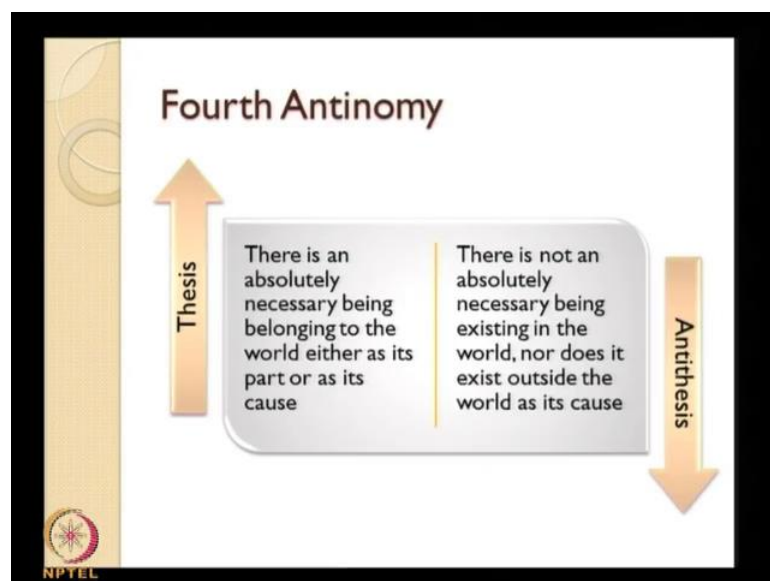 Fourth Antinomy
Thesis
There is an
absolutely
necessary being
belonging to the
world either as its
part or as its
cause
There is not an
absolutely
necessary being
existing in the
world, nor does it
exist outside the
world as its cause
Antithesis
NPTEL